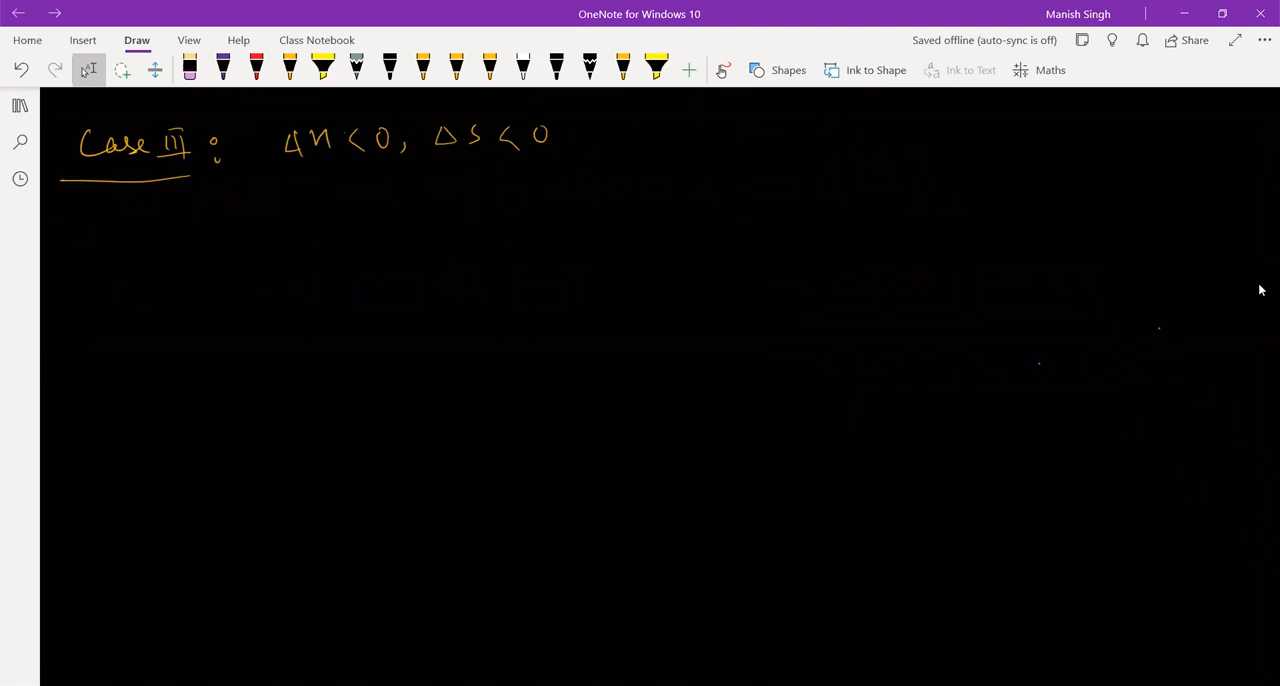 OneNote for Windows 10
Manish Singh
Home Insert Draw View Help Class Notebook
Saved offline (auto-sync is off) Share
Shapes Ink to Shape Ink to Text Maths
Case III : ΔH < 0, ΔS < 0